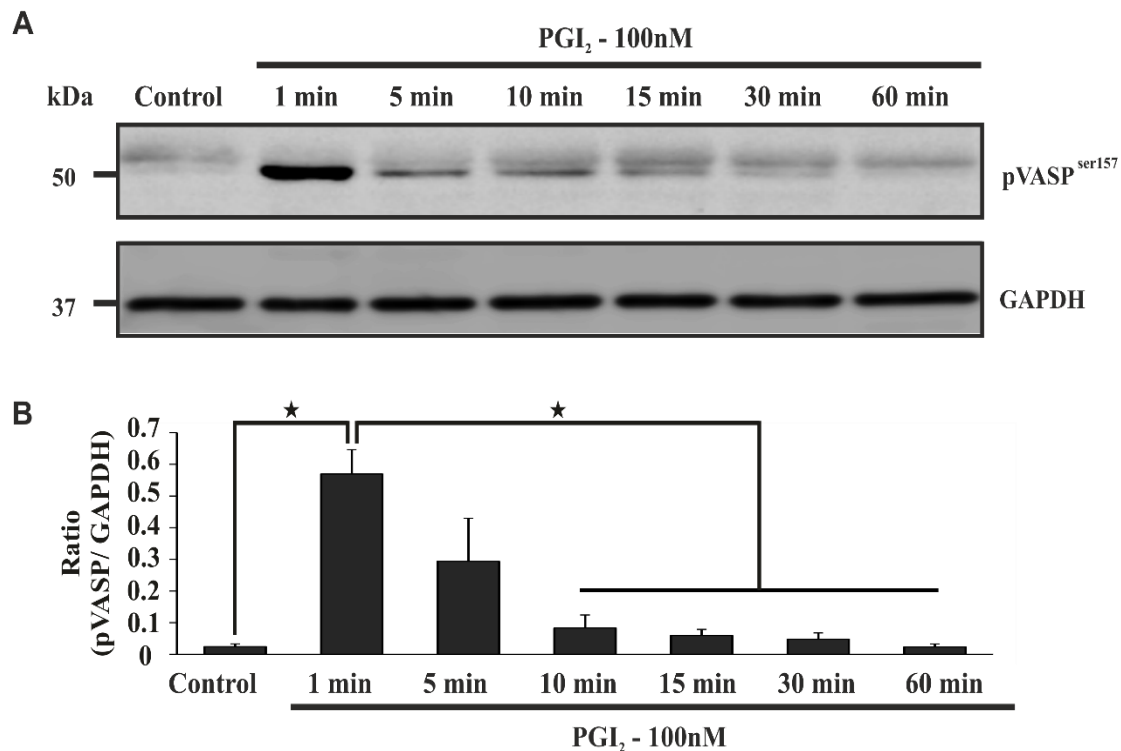 A
PGI₂ - 100nM
kDa Control 1 min 5 min 10 min 15 min 30 min 60 min
50 pVASP ser157
37 GAPDH
B
★ ★
0.7
0.6
0.5
0.4
0.3
0.2
0.1
0
Ratio
(pVASP/ GAPDH)
Control 1 min 5 min 10 min 15 min 30 min 60 min
PGI₂ - 100nM